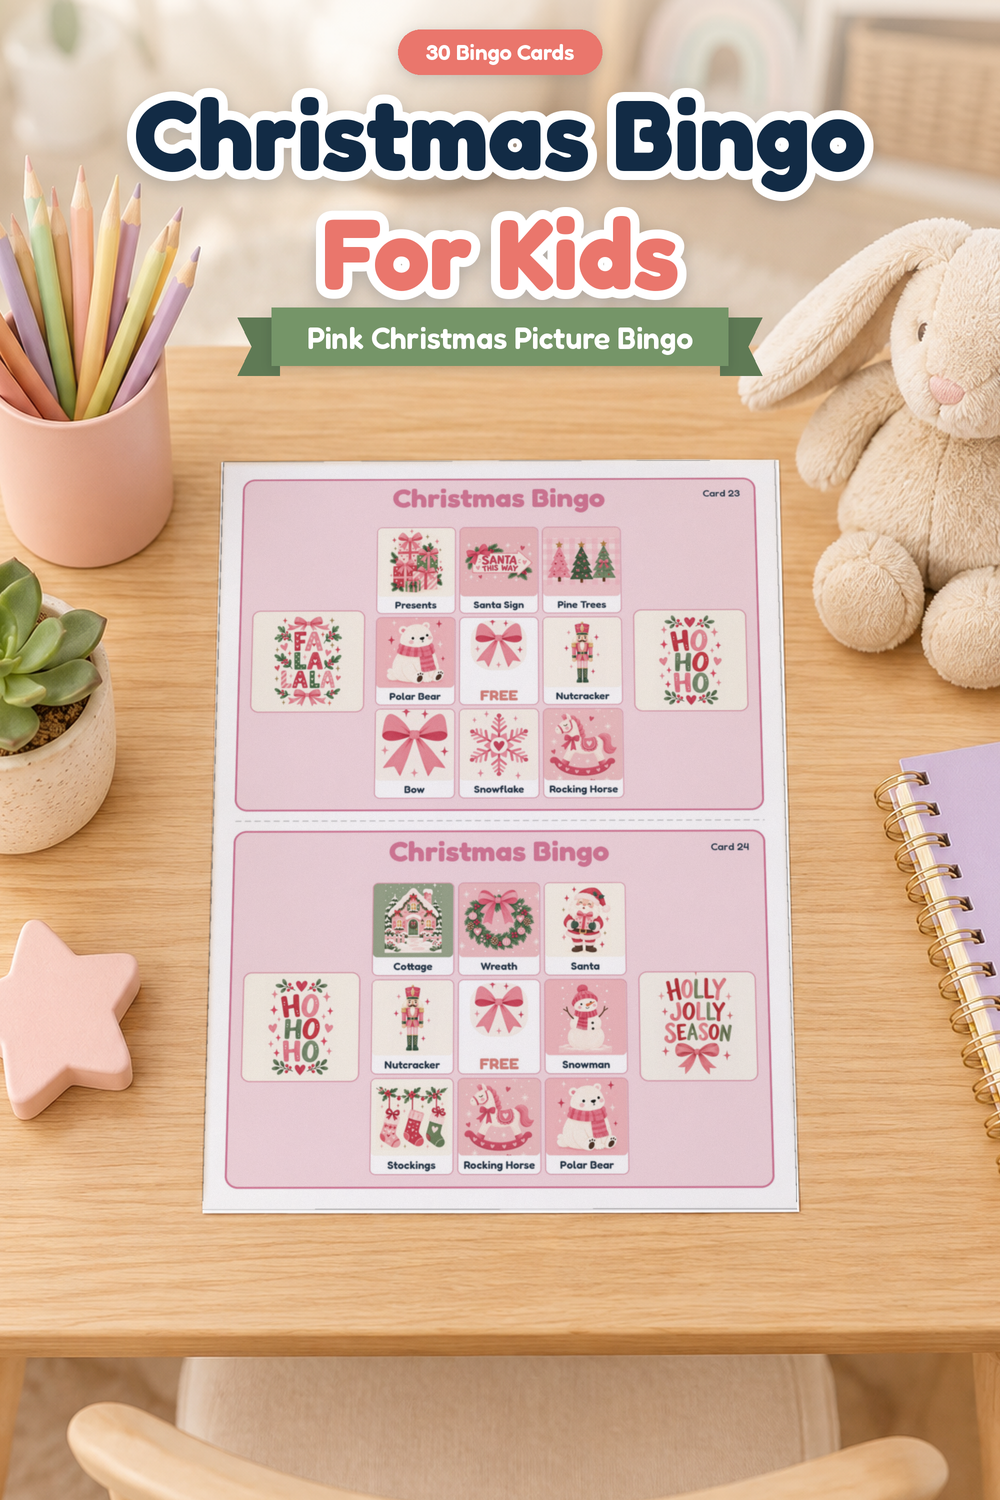 30 Bingo Cards
Christmas Bingo
For Kids
Pink Christmas Picture Bingo
Christmas Bingo
Card 23
Presents
SANTA
THIS WAY
Santa Sign
Pine Trees
FA
LA
LALA
Polar Bear
FREE
Nutcracker
HO
HO
HO
Bow
Snowflake
Rocking Horse
Christmas Bingo
Card 24
Cottage
Wreath
Santa
HO
HO
HO
Nutcracker
FREE
Snowman
HOLLY
JOLLY
SEASON
Stockings
Rocking Horse
Polar Bear